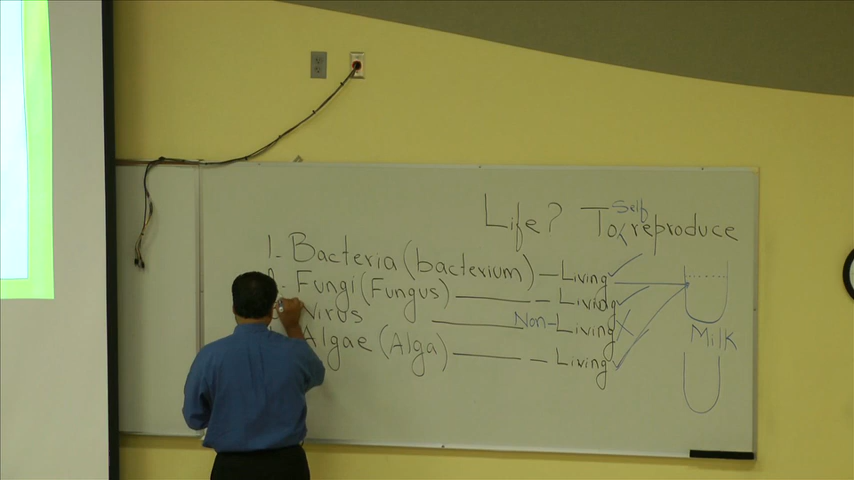 Life? To Self reproduce
1- Bacteria (bacterium) - Living
- Fungi (Fungus) - Living
Virus Non-Living
Algae (Alga) - Living
Milk